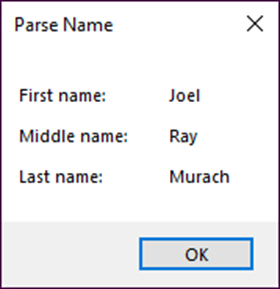 Parse Name
First name: Joel
Middle name: Ray
Last name: Murach
OK